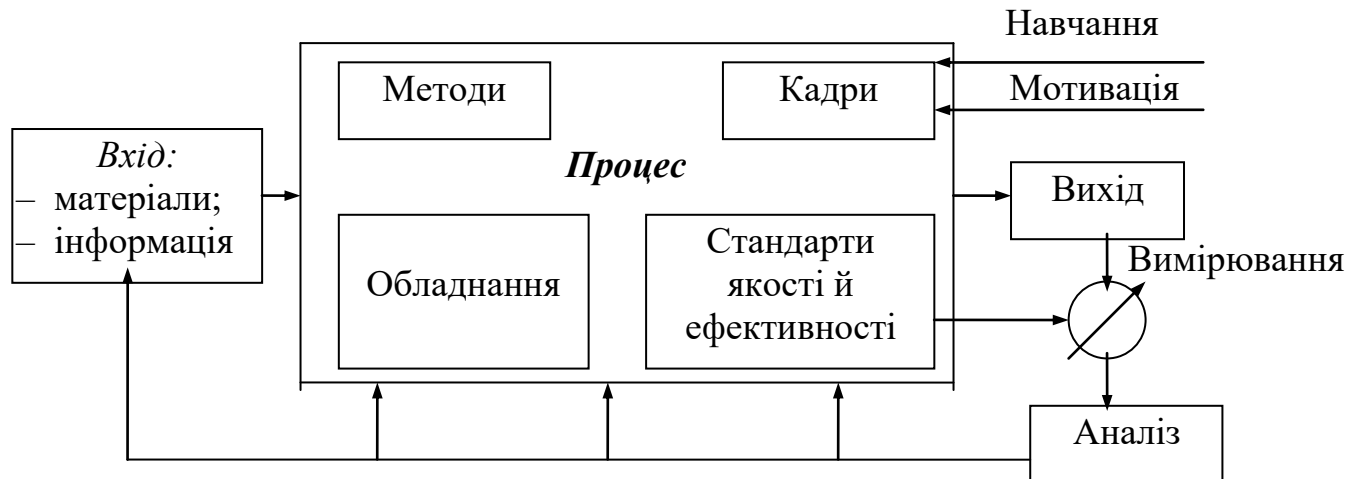 Навчання
Методи
Кадри
Мотивація
Вхід:
– матеріали;
– інформація
Процес
Вихід
Обладнання
Стандарти
якості й
ефективності
Вимірювання
Аналіз